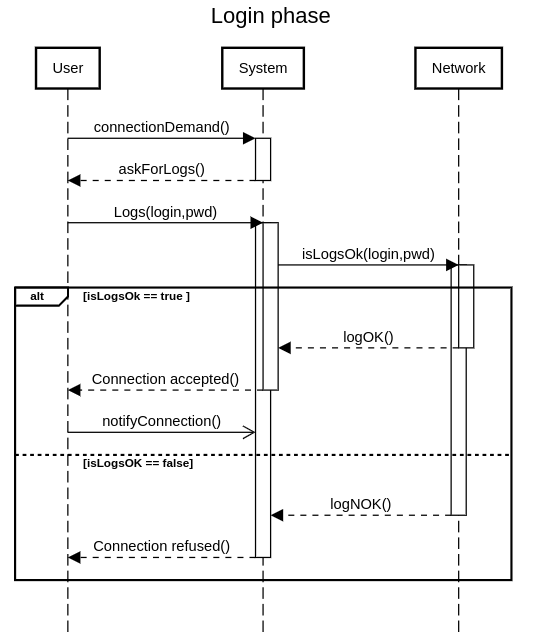 Login phase
User
System
Network
connectionDemand()
askForLogs()
Logs(login,pwd)
isLogsOk(login,pwd)
alt
[isLogsOk == true ]
logOK()
Connection accepted()
notifyConnection()
[isLogsOK == false]
logNOK()
Connection refused()